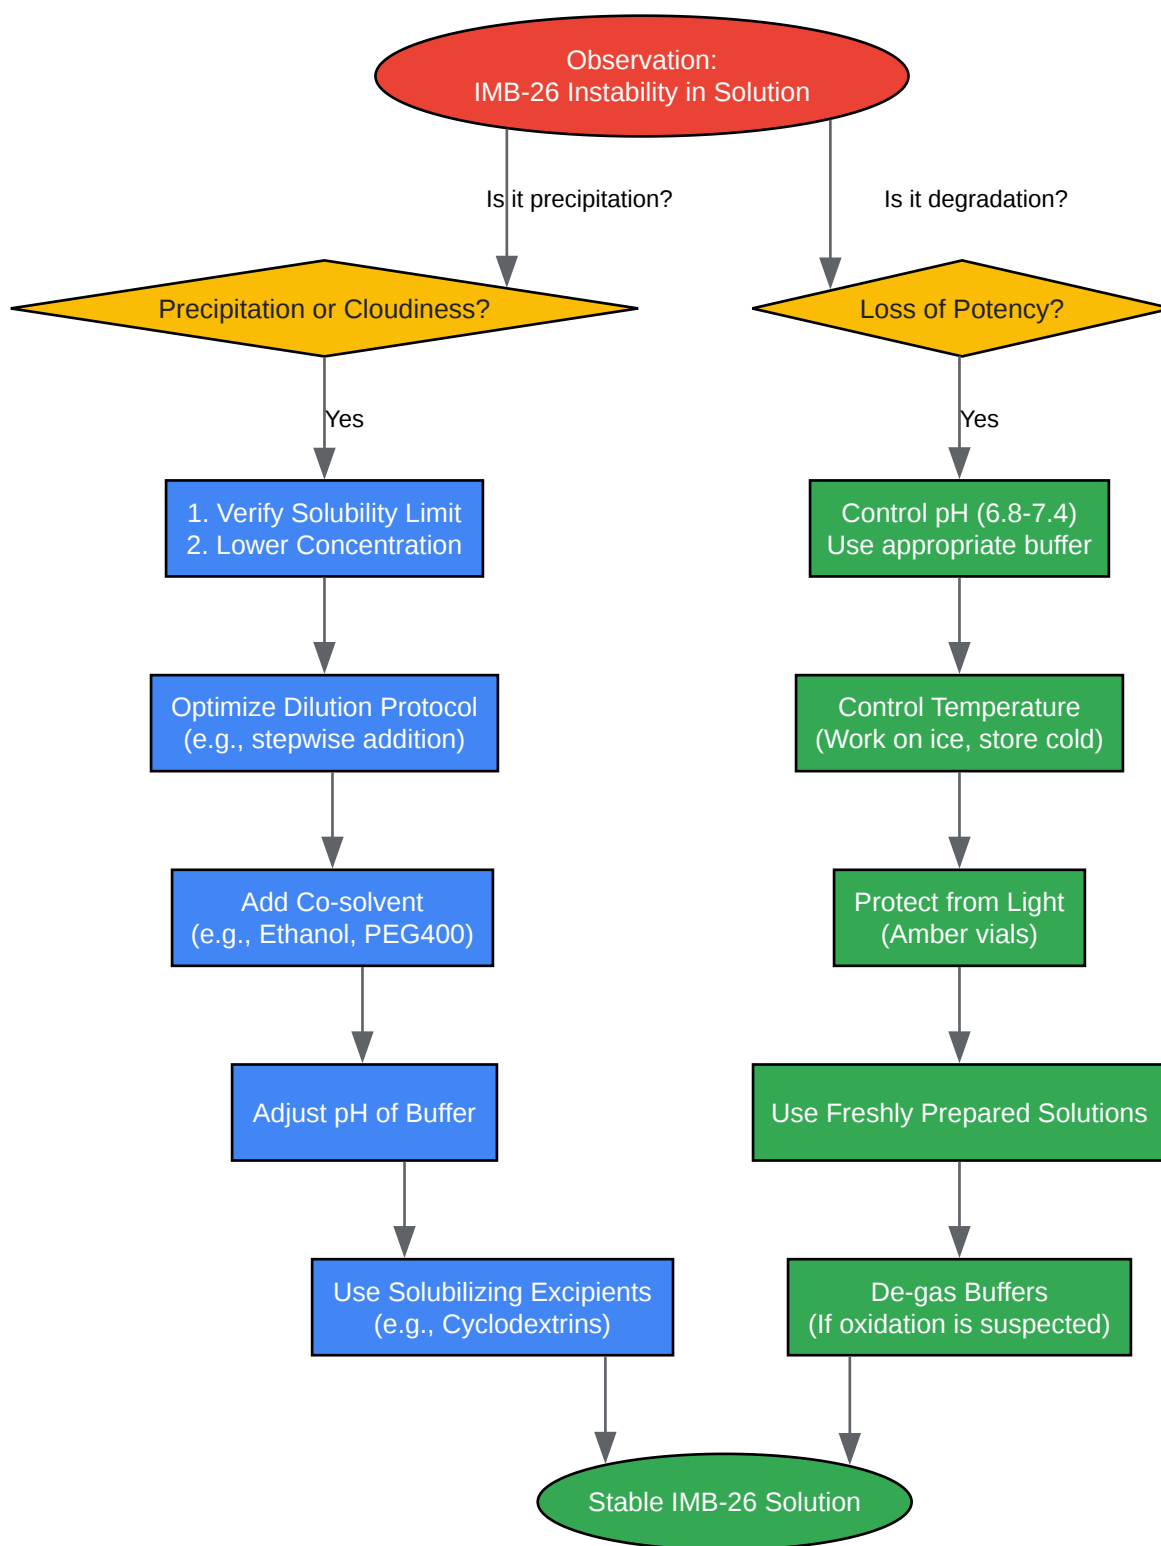 Observation:
IMB-26 Instability in Solution
Is it precipitation?
Is it degradation?
Precipitation or Cloudiness?
Loss of Potency?
Yes
Yes
1. Verify Solubility Limit
2. Lower Concentration
Control pH (6.8-7.4)
Use appropriate buffer
Optimize Dilution Protocol
(e.g., stepwise addition)
Control Temperature
(Work on ice, store cold)
Add Co-solvent
(e.g., Ethanol, PEG400)
Protect from Light
(Amber vials)
Adjust pH of Buffer
Use Freshly Prepared Solutions
Use Solubilizing Excipients
(e.g., Cyclodextrins)
De-gas Buffers
(If oxidation is suspected)
Stable IMB-26 Solution